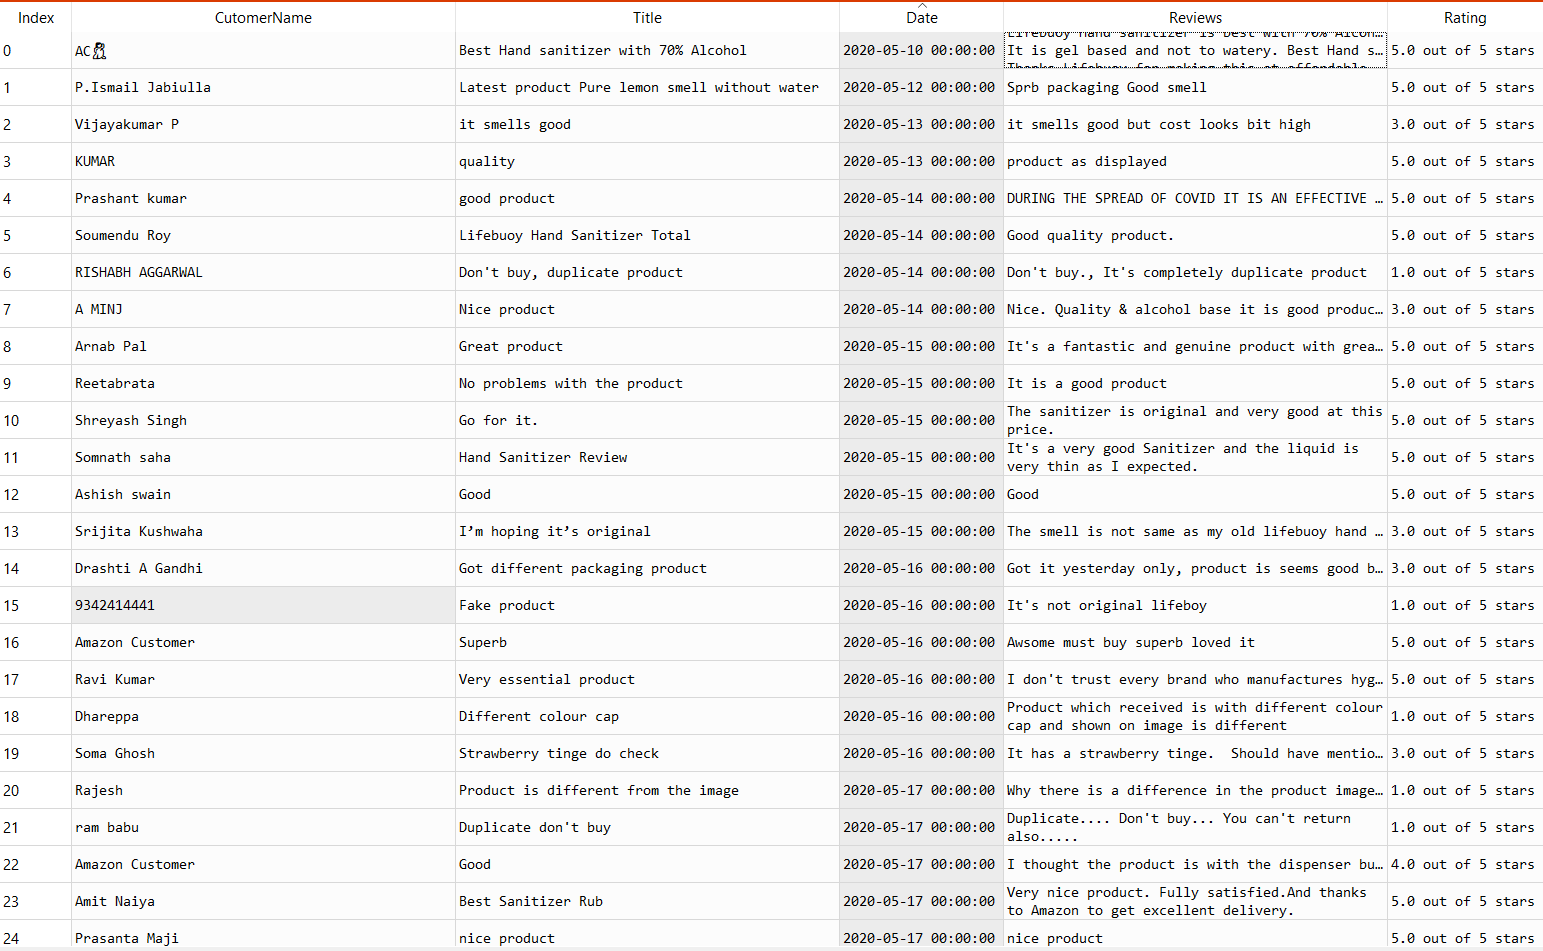 Index CutomerName Title Date Reviews Rating
0 AC Best Hand sanitizer with 70% Alcohol 2020-05-10 00:00:00 Lifebuoy Hand sanitizer is best with 70% Alcoh… 5.0 out of 5 stars
It is gel based and not to watery. Best Hand s…
Thanks Lifebuoy for making this at affordable
1 P.Ismail Jabiulla Latest product Pure lemon smell without water 2020-05-12 00:00:00 Sprb packaging Good smell 5.0 out of 5 stars
2 Vijayakumar P it smells good 2020-05-13 00:00:00 it smells good but cost looks bit high 3.0 out of 5 stars
3 KUMAR quality 2020-05-13 00:00:00 product as displayed 5.0 out of 5 stars
4 Prashant kumar good product 2020-05-14 00:00:00 DURING THE SPREAD OF COVID IT IS AN EFFECTIVE … 5.0 out of 5 stars
5 Soumendu Roy Lifebuoy Hand Sanitizer Total 2020-05-14 00:00:00 Good quality product. 5.0 out of 5 stars
6 RISHABH AGGARWAL Don't buy, duplicate product 2020-05-14 00:00:00 Don't buy., It's completely duplicate product 1.0 out of 5 stars
7 A MINJ Nice product 2020-05-14 00:00:00 Nice. Quality & alcohol base it is good produc… 3.0 out of 5 stars
8 Arnab Pal Great product 2020-05-15 00:00:00 It's a fantastic and genuine product with grea… 5.0 out of 5 stars
9 Reetabrata No problems with the product 2020-05-15 00:00:00 It is a good product 5.0 out of 5 stars
10 Shreyash Singh Go for it. 2020-05-15 00:00:00 The sanitizer is original and very good at this 5.0 out of 5 stars
price.
11 Somnath saha Hand Sanitizer Review 2020-05-15 00:00:00 It's a very good Sanitizer and the liquid is 5.0 out of 5 stars
very thin as I expected.
12 Ashish swain Good 2020-05-15 00:00:00 Good 5.0 out of 5 stars
13 Srijita Kushwaha I’m hoping it’s original 2020-05-15 00:00:00 The smell is not same as my old lifebuoy hand … 3.0 out of 5 stars
14 Drashti A Gandhi Got different packaging product 2020-05-16 00:00:00 Got it yesterday only, product is seems good b… 3.0 out of 5 stars
15 9342414441 Fake product 2020-05-16 00:00:00 It's not original lifeboy 1.0 out of 5 stars
16 Amazon Customer Superb 2020-05-16 00:00:00 Awsome must buy superb loved it 5.0 out of 5 stars
17 Ravi Kumar Very essential product 2020-05-16 00:00:00 I don't trust every brand who manufactures hyg… 5.0 out of 5 stars
18 Dhareppa Different colour cap 2020-05-16 00:00:00 Product which received is with different colour 1.0 out of 5 stars
cap and shown on image is different
19 Soma Ghosh Strawberry tinge do check 2020-05-16 00:00:00 It has a strawberry tinge.  Should have mentio… 3.0 out of 5 stars
20 Rajesh Product is different from the image 2020-05-17 00:00:00 Why there is a difference in the product image… 1.0 out of 5 stars
21 ram babu Duplicate don't buy 2020-05-17 00:00:00 Duplicate.... Don't buy... You can't return 1.0 out of 5 stars
also.....
22 Amazon Customer Good 2020-05-17 00:00:00 I thought the product is with the dispenser bu… 4.0 out of 5 stars
23 Amit Naiya Best Sanitizer Rub 2020-05-17 00:00:00 Very nice product. Fully satisfied.And thanks 5.0 out of 5 stars
to Amazon to get excellent delivery.
24 Prasanta Maji nice product 2020-05-17 00:00:00 nice product 5.0 out of 5 stars